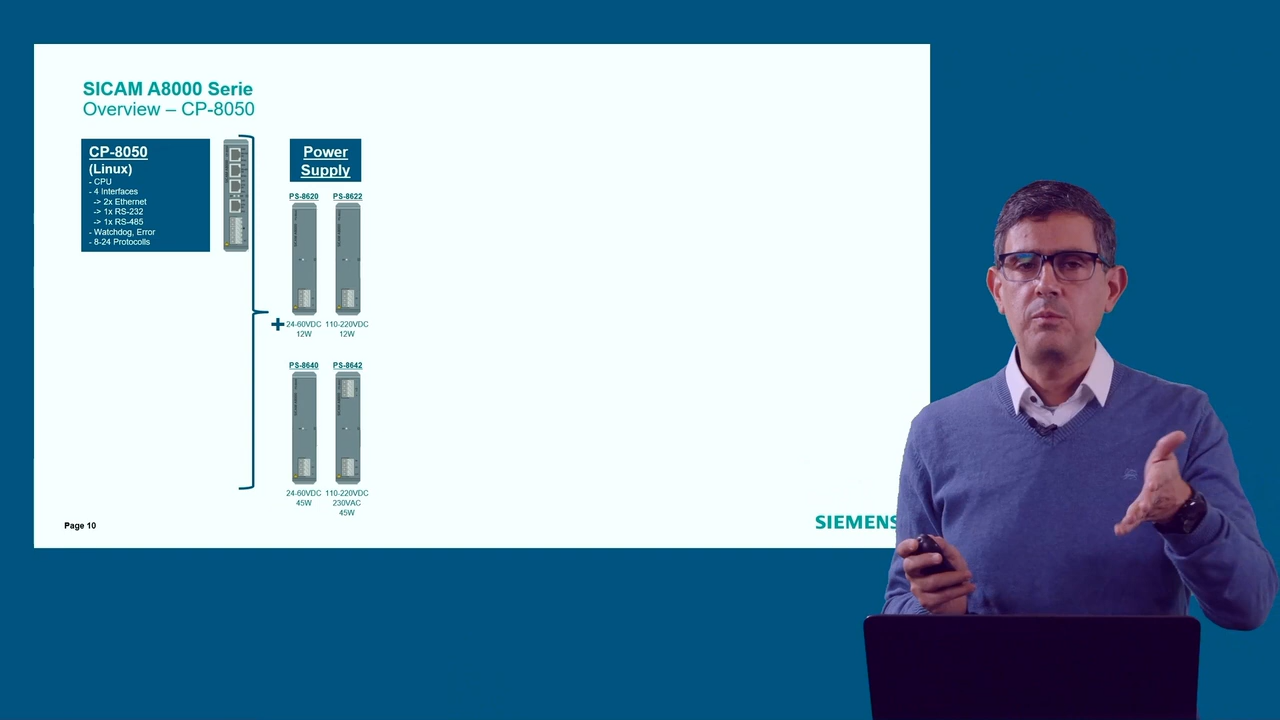 SICAM A8000 Serie
Overview – CP-8050
CP-8050
(Linux)
- CPU
- 4 Interfaces
-> 2x Ethernet
-> 1x RS-232
-> 1x RS-485
- Watchdog, Error
- 8-24 Protocolls
Power
Supply
PS-8620 PS-8622
+
24-60VDC 110-220VDC
12W 12W
PS-8640 PS-8642
24-60VDC 110-220VDC
45W 230VAC
45W
Page 10
SIEMENS